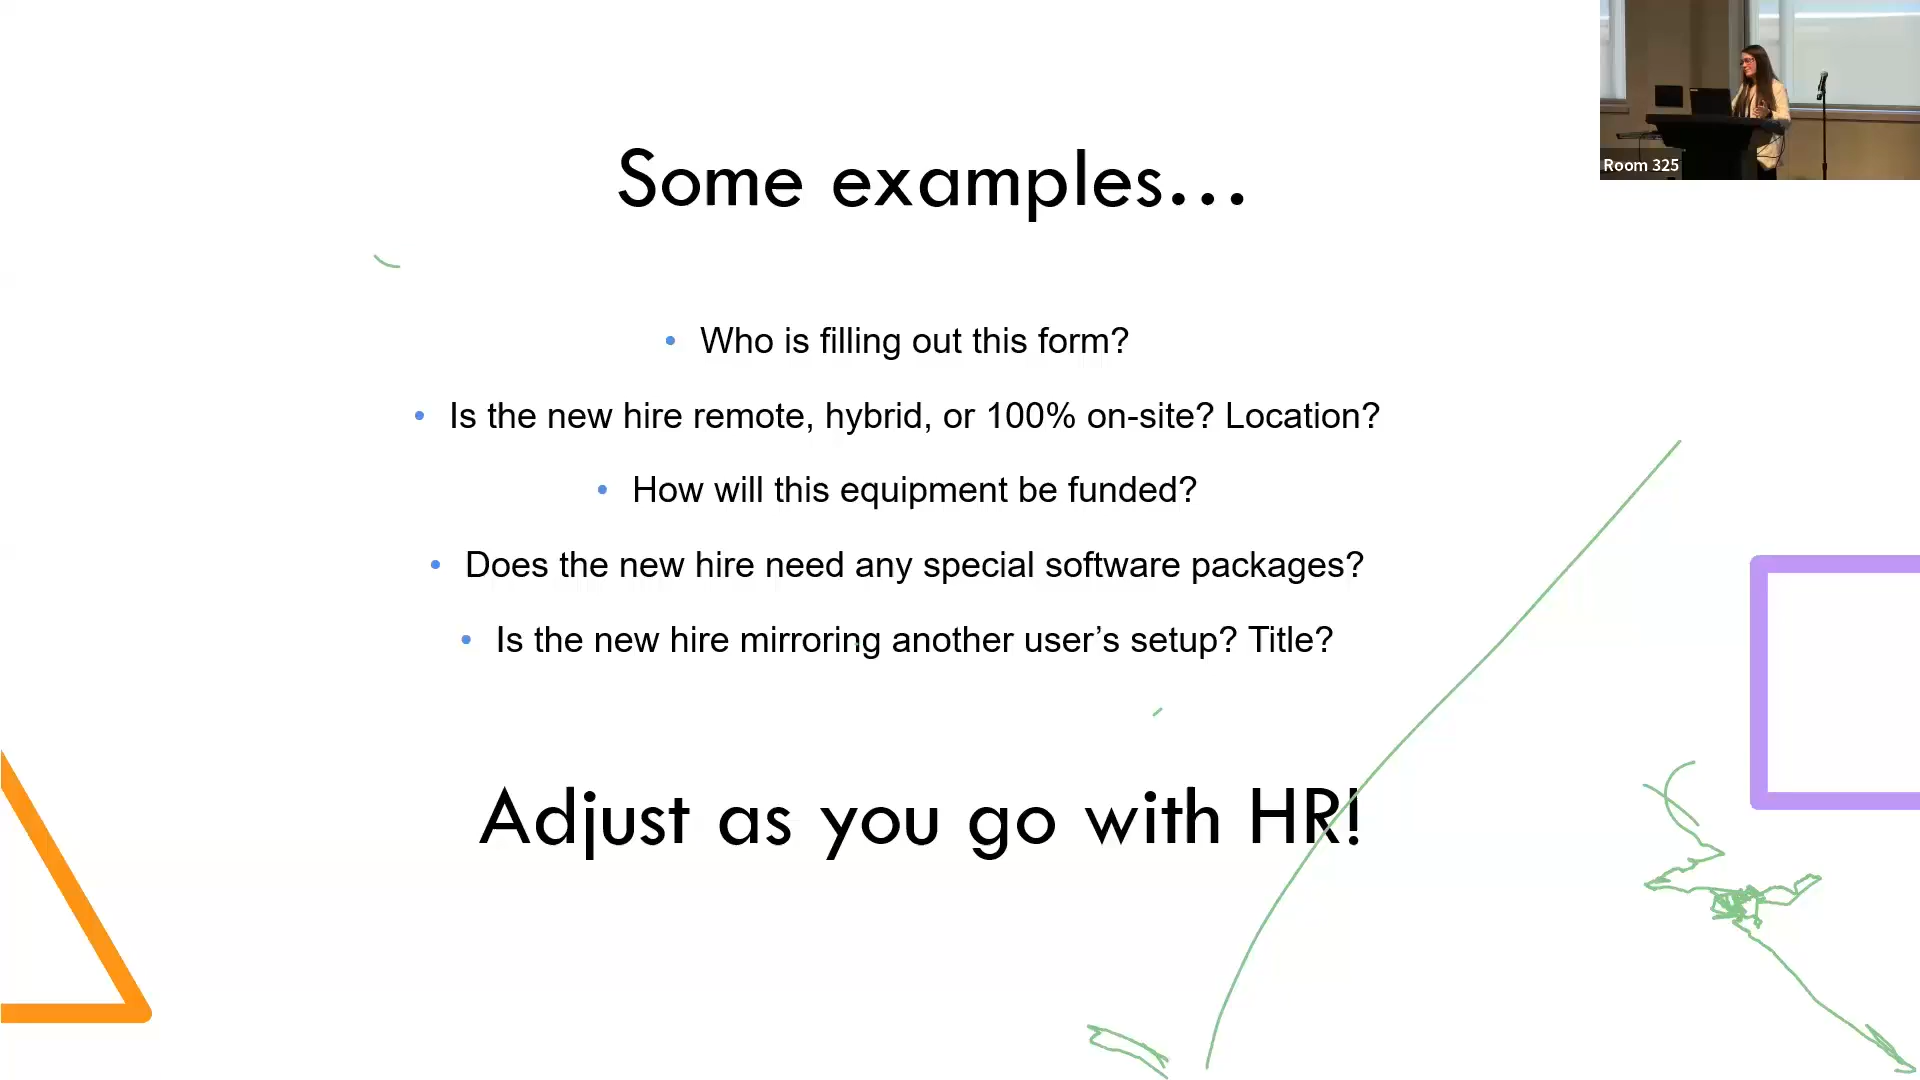 Room 325
Some examples…
• Who is filling out this form?
• Is the new hire remote, hybrid, or 100% on-site? Location?
• How will this equipment be funded?
• Does the new hire need any special software packages?
• Is the new hire mirroring another user’s setup? Title?
Adjust as you go with HR!